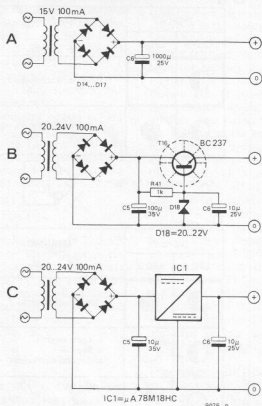 A
15V 100mA
D14...D17
C6
1000µ
25V
+
0
B
20...24V 100mA
T16
BC 237
R41
1k
C5
100µ
35V
D18
C6
10µ
25V
D18=20...22V
+
0
C
20...24V 100mA
IC1
C5
10µ
35V
C6
10µ
25V
+
0
IC1=µA78M18HC